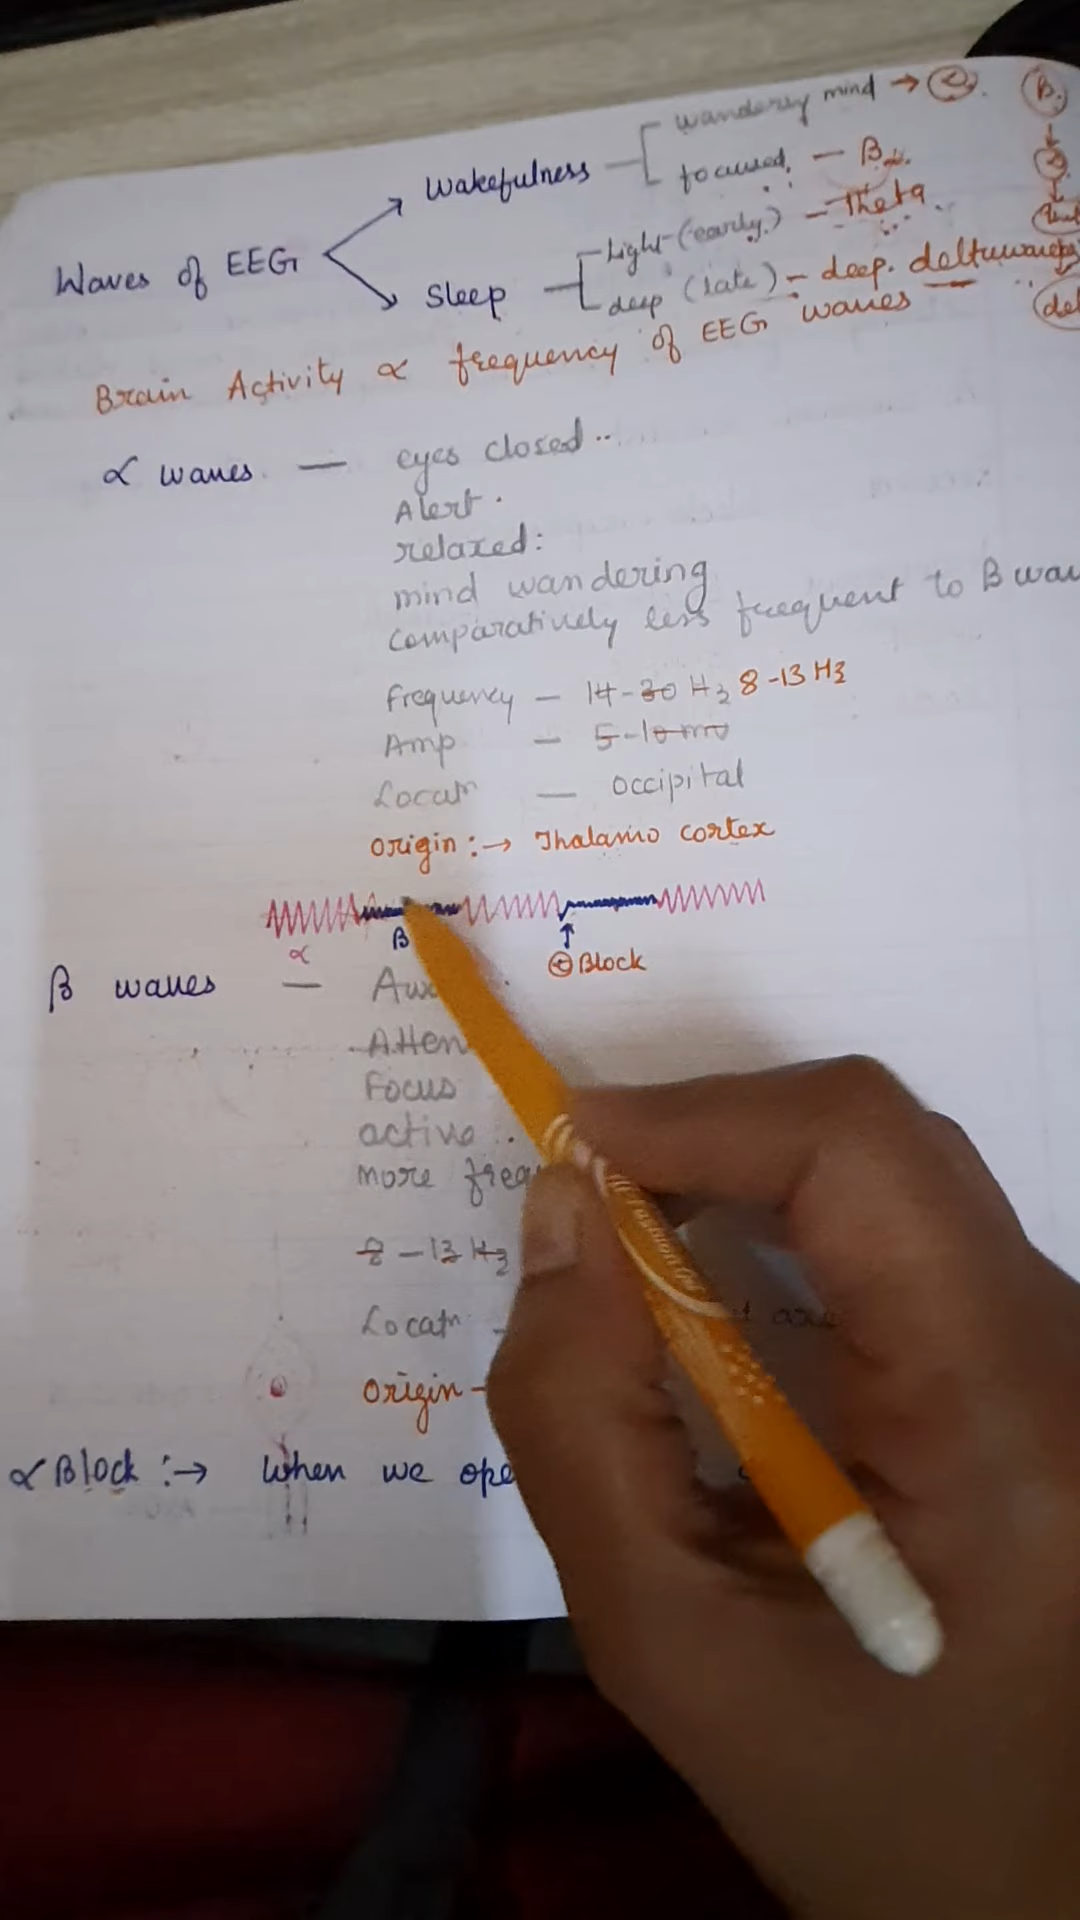 wandering mind → α.
B.
Wakefulness
focused. — B
Waves of EEG
Light (early.) — Theta.
Sleep
deep (late) — deep. deltawaves
Brain Activity ∝ frequency of EEG waves
α waves — eyes closed..
Alert.
relaxed:
mind wandering
comparatively less frequent to B wav
Frequency — 14-30 Hz 8-13 Hz
Amp — 5-10 mv
Locatn — occipital
Origin :→ Thalamo cortex
B
α
Block
β waves — Awa
Atten
Focus
active ..
more freq
8-13 Hz
Locatn -
Origin -
α Block :→ When we ope